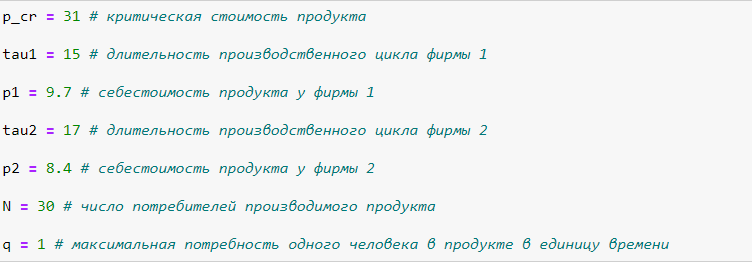 p_cr = 31 # критическая стоимость продукта
tau1 = 15 # длительность производственного цикла фирмы 1
p1 = 9.7 # себестоимость продукта у фирмы 1
tau2 = 17 # длительность производственного цикла фирмы 2
p2 = 8.4 # себестоимость продукта у фирмы 2
N = 30 # число потребителей производимого продукта
q = 1 # максимальная потребность одного человека в продукте в единицу времени